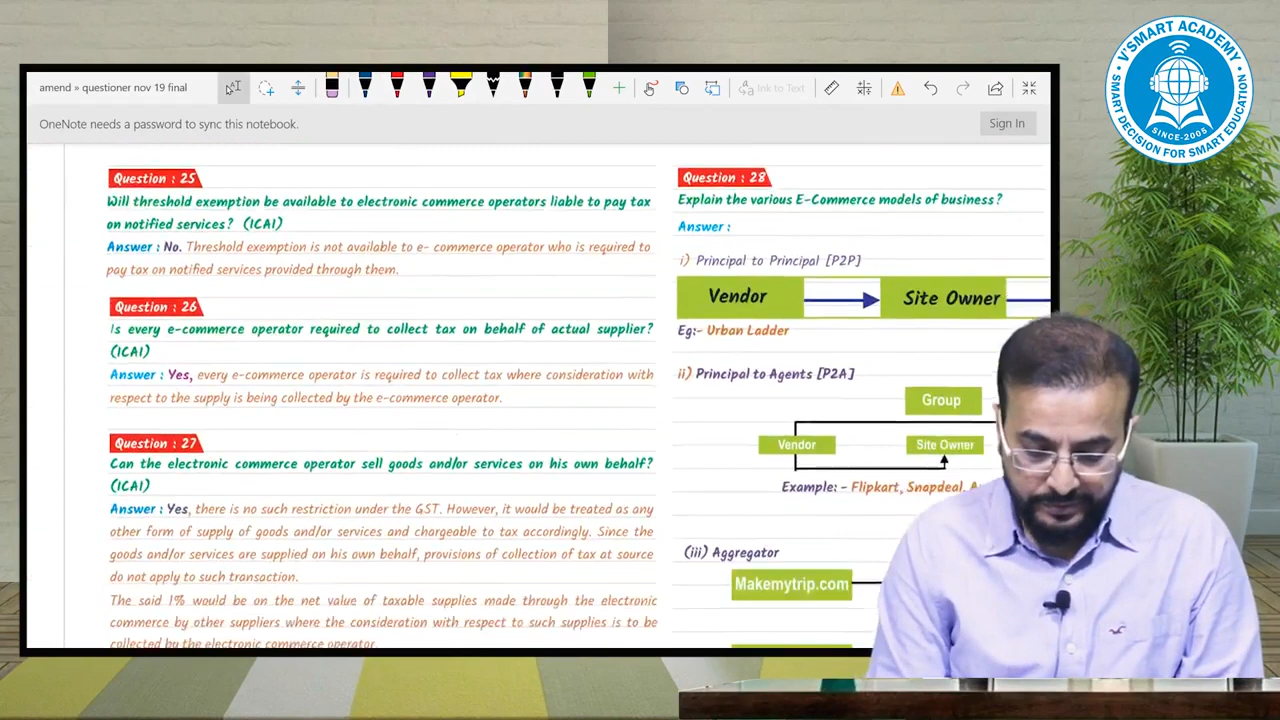 amend » questioner nov 19 final
Ink to Text
OneNote needs a password to sync this notebook.
Sign In
Question : 25
Will threshold exemption be available to electronic commerce operators liable to pay tax
on notified services? (ICAI)
Answer : No. Threshold exemption is not available to e- commerce operator who is required to
pay tax on notified services provided through them.
Question : 26
Is every e-commerce operator required to collect tax on behalf of actual supplier?
(ICAI)
Answer : Yes, every e-commerce operator is required to collect tax where consideration with
respect to the supply is being collected by the e-commerce operator.
Question : 27
Can the electronic commerce operator sell goods and/or services on his own behalf?
(ICAI)
Answer : Yes, there is no such restriction under the GST. However, it would be treated as any
other form of supply of goods and/or services and chargeable to tax accordingly. Since the
goods and/or services are supplied on his own behalf, provisions of collection of tax at source
do not apply to such transaction.
The said 1% would be on the net value of taxable supplies made through the electronic
commerce by other suppliers where the consideration with respect to such supplies is to be
collected by the electronic commerce operator.
Question : 28
Explain the various E-Commerce models of business?
Answer :
i) Principal to Principal [P2P]
Vendor
Site Owner
Eg:- Urban Ladder
ii) Principal to Agents [P2A]
Group
Vendor
Site Owner
Example: - Flipkart, Snapdeal,
(iii) Aggregator
Makemytrip.com
V'SMART ACADEMY
SINCE-2005
SMART DECISION FOR SMART EDUCATION